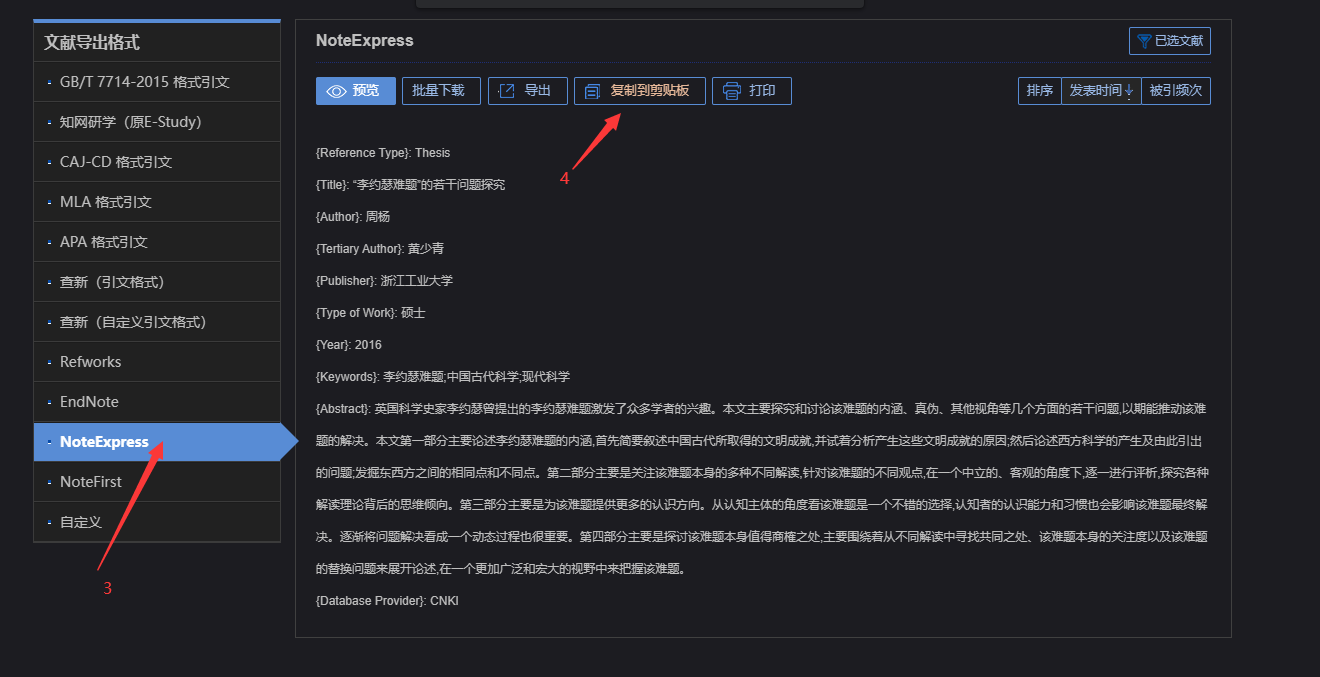 文献导出格式
GB/T 7714-2015 格式引文
知网研学（原E-Study）
CAJ-CD 格式引文
MLA 格式引文
APA 格式引文
查新（引文格式）
查新（自定义引文格式）
Refworks
EndNote
NoteExpress
NoteFirst
自定义
3
NoteExpress
已选文献
预览 批量下载 导出 复制到剪贴板 打印
排序 发表时间↓ 被引频次
4
{Reference Type}: Thesis
{Title}: “李约瑟难题”的若干问题探究
{Author}: 周杨
{Tertiary Author}: 黄少青
{Publisher}: 浙江工业大学
{Type of Work}: 硕士
{Year}: 2016
{Keywords}: 李约瑟难题;中国古代科学;现代科学
{Abstract}: 英国科学史家李约瑟曾提出的李约瑟难题激发了众多学者的兴趣。本文主要探究和讨论该难题的内涵、真伪、其他视角等几个方面的若干问题,以期能推动该难
题的解决。本文第一部分主要论述李约瑟难题的内涵,首先简要叙述中国古代所取得的文明成就,并试着分析产生这些文明成就的原因;然后论述西方科学的产生及由此引出
的问题;发掘东西方之间的相同点和不同点。第二部分主要是关注该难题本身的多种不同解读,针对该难题的不同观点,在一个中立的、客观的角度下,逐一进行评析,探究各种
解读理论背后的思维倾向。第三部分主要是为该难题提供更多的认识方向。从认知主体的角度看该难题是一个不错的选择,认知者的认识能力和习惯也会影响该难题最终解
决。逐渐将问题解决看成一个动态过程也很重要。第四部分主要是探讨该难题本身值得商榷之处,主要围绕着从不同解读中寻找共同之处、该难题本身的关注度以及该难题
的替换问题来展开论述,在一个更加广泛和宏大的视野中来把握该难题。
{Database Provider}: CNKI